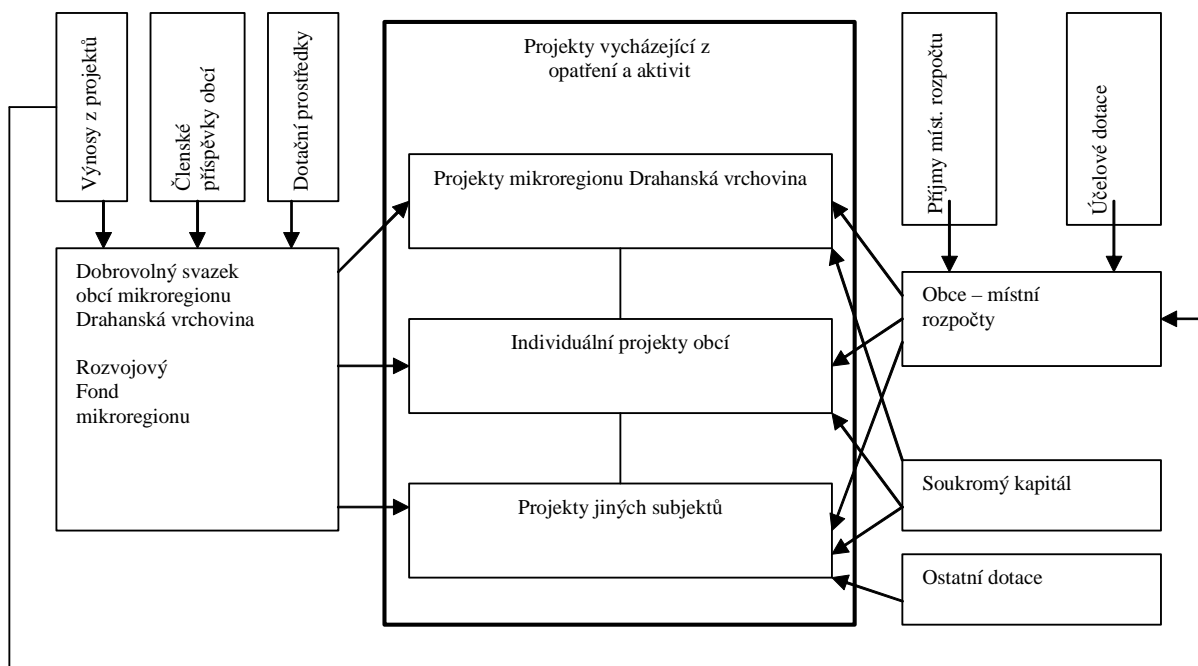 Výnosy z projektů
Členské
příspěvky obcí
Dotační prostředky
Projekty vycházející z
opatření a aktivit
Příjmy míst. rozpočtu
Účelové dotace
Projekty mikroregionu Drahanská vrchovina
Dobrovolný svazek
obcí mikroregionu
Drahanská vrchovina
Rozvojový
Fond
mikroregionu
Obce – místní
rozpočty
Individuální projekty obcí
Soukromý kapitál
Projekty jiných subjektů
Ostatní dotace